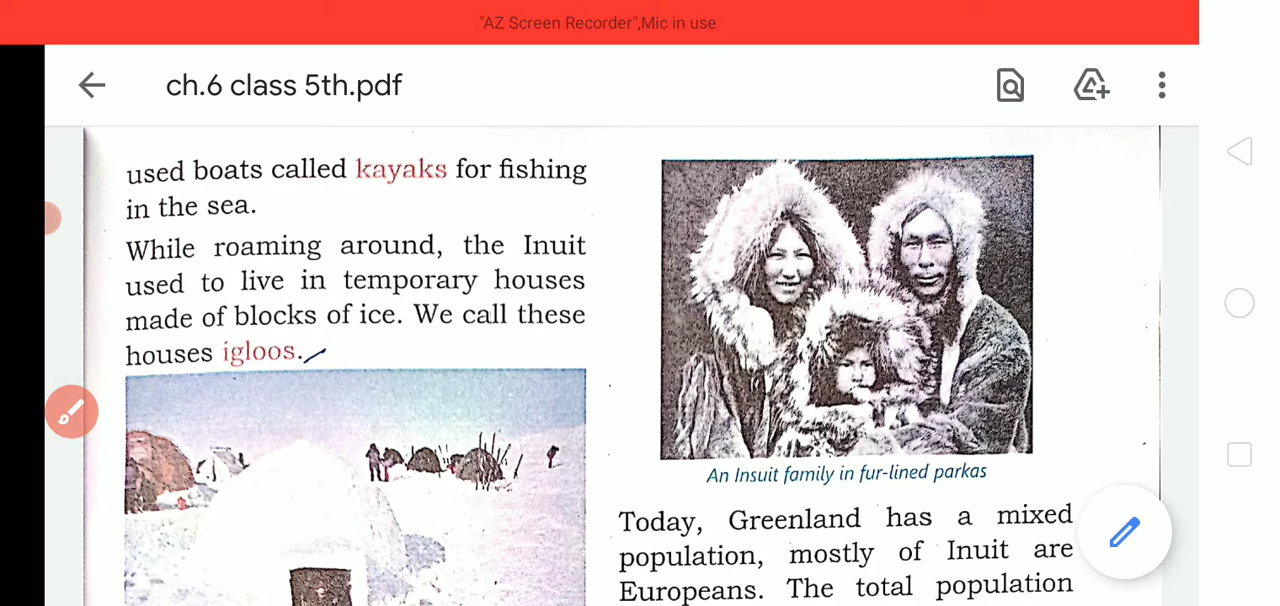 "AZ Screen Recorder",Mic in use
ch.6 class 5th.pdf
used boats called kayaks for fishing
in the sea.
While roaming around, the Inuit
used to live in temporary houses
made of blocks of ice. We call these
houses igloos.
An Insuit family in fur-lined parkas
Today, Greenland has a mixed
population, mostly of Inuit are
Europeans. The total population